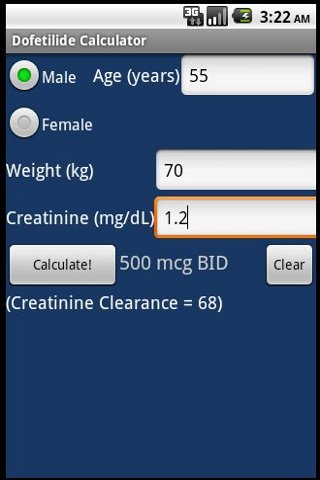 3G 3:22 AM
Dofetilide Calculator
Male Age (years) 55
Female
Weight (kg) 70
Creatinine (mg/dL) 1.2
Calculate! 500 mcg BID Clear
(Creatinine Clearance = 68)